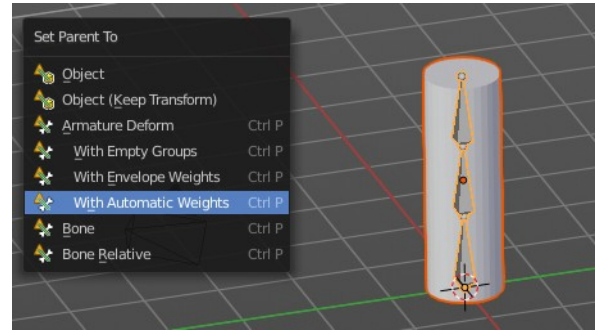 Set Parent To
Object
Object (Keep Transform)
Armature Deform Ctrl P
With Empty Groups Ctrl P
With Envelope Weights Ctrl P
With Automatic Weights Ctrl P
Bone Ctrl P
Bone Relative Ctrl P